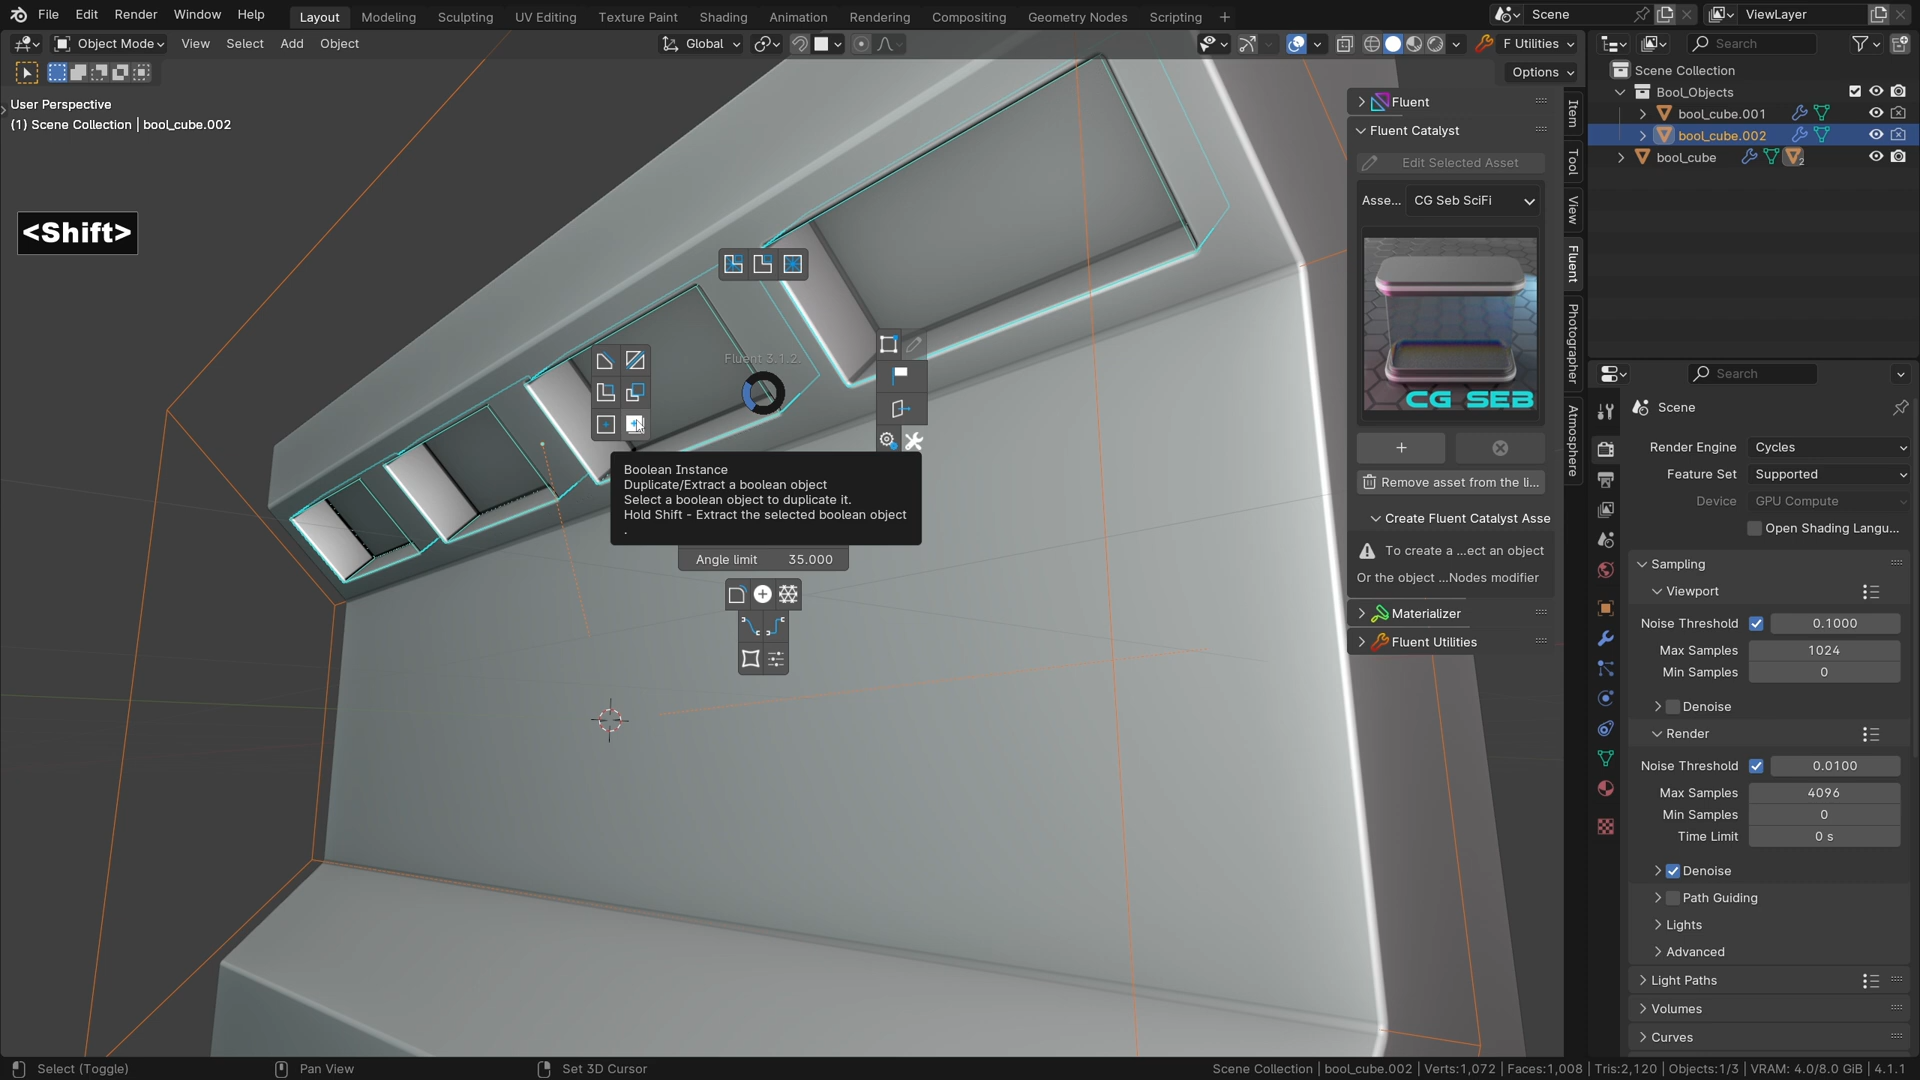 File Edit Render Window Help Layout Modeling Sculpting UV Editing Texture Paint Shading Animation Rendering Compositing Geometry Nodes Scripting + Scene ViewLayer
Object Mode View Select Add Object Global F Utilities Search
Options
User Perspective
(1) Scene Collection | bool_cube.002
<Shift>
Fluent 3.1.2.
Boolean Instance
Duplicate/Extract a boolean object
Select a boolean object to duplicate it.
Hold Shift - Extract the selected boolean object
.
Angle limit 35.000
Fluent
Fluent Catalyst
Edit Selected Asset
Asse... CG Seb SciFi
CG SEB
+
Remove asset from the li...
Create Fluent Catalyst Asse
To create a ...ect an object
Or the object ...Nodes modifier
Materializer
Fluent Utilities
Item
Tool
View
Fluent
Photographer
Atmosphere
Scene Collection
Bool_Objects
bool_cube.001
bool_cube.002
bool_cube 2
Search
Scene
Render Engine Cycles
Feature Set Supported
Device GPU Compute
Open Shading Langu...
Sampling
Viewport
Noise Threshold 0.1000
Max Samples 1024
Min Samples 0
Denoise
Render
Noise Threshold 0.0100
Max Samples 4096
Min Samples 0
Time Limit 0 s
Denoise
Path Guiding
Lights
Advanced
Light Paths
Volumes
Curves
Select (Toggle) Pan View Set 3D Cursor Scene Collection | bool_cube.002 | Verts:1,072 | Faces:1,008 | Tris:2,120 | Objects:1/3 | VRAM: 4.0/8.0 GiB | 4.1.1